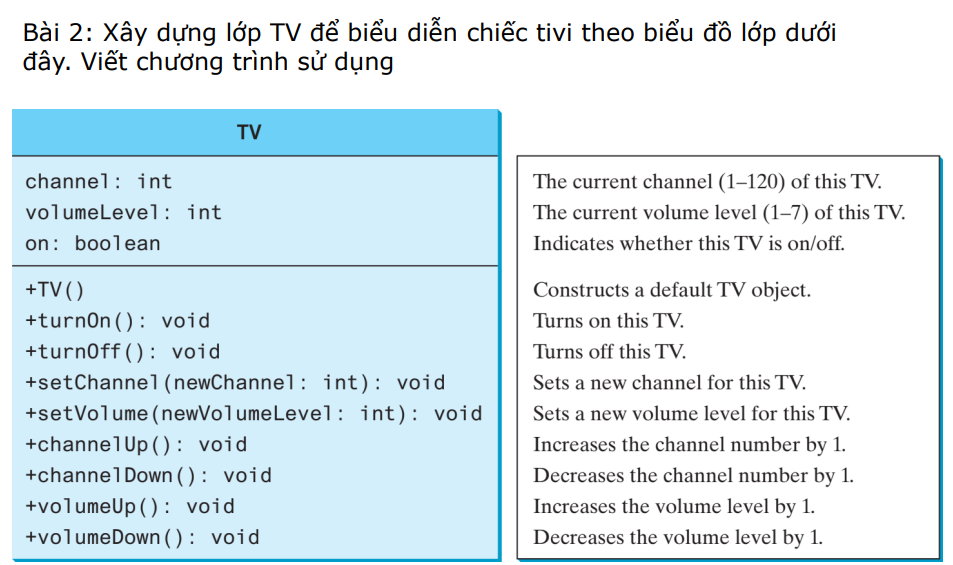 Bài 2: Xây dựng lớp TV để biểu diễn chiếc tivi theo biểu đồ lớp dưới
đây. Viết chương trình sử dụng
TV
channel: int
volumeLevel: int
on: boolean
+TV()
+turnOn(): void
+turnOff(): void
+setChannel(newChannel: int): void
+setVolume(newVolumeLevel: int): void
+channelUp(): void
+channelDown(): void
+volumeUp(): void
+volumeDown(): void
The current channel (1–120) of this TV.
The current volume level (1–7) of this TV.
Indicates whether this TV is on/off.
Constructs a default TV object.
Turns on this TV.
Turns off this TV.
Sets a new channel for this TV.
Sets a new volume level for this TV.
Increases the channel number by 1.
Decreases the channel number by 1.
Increases the volume level by 1.
Decreases the volume level by 1.